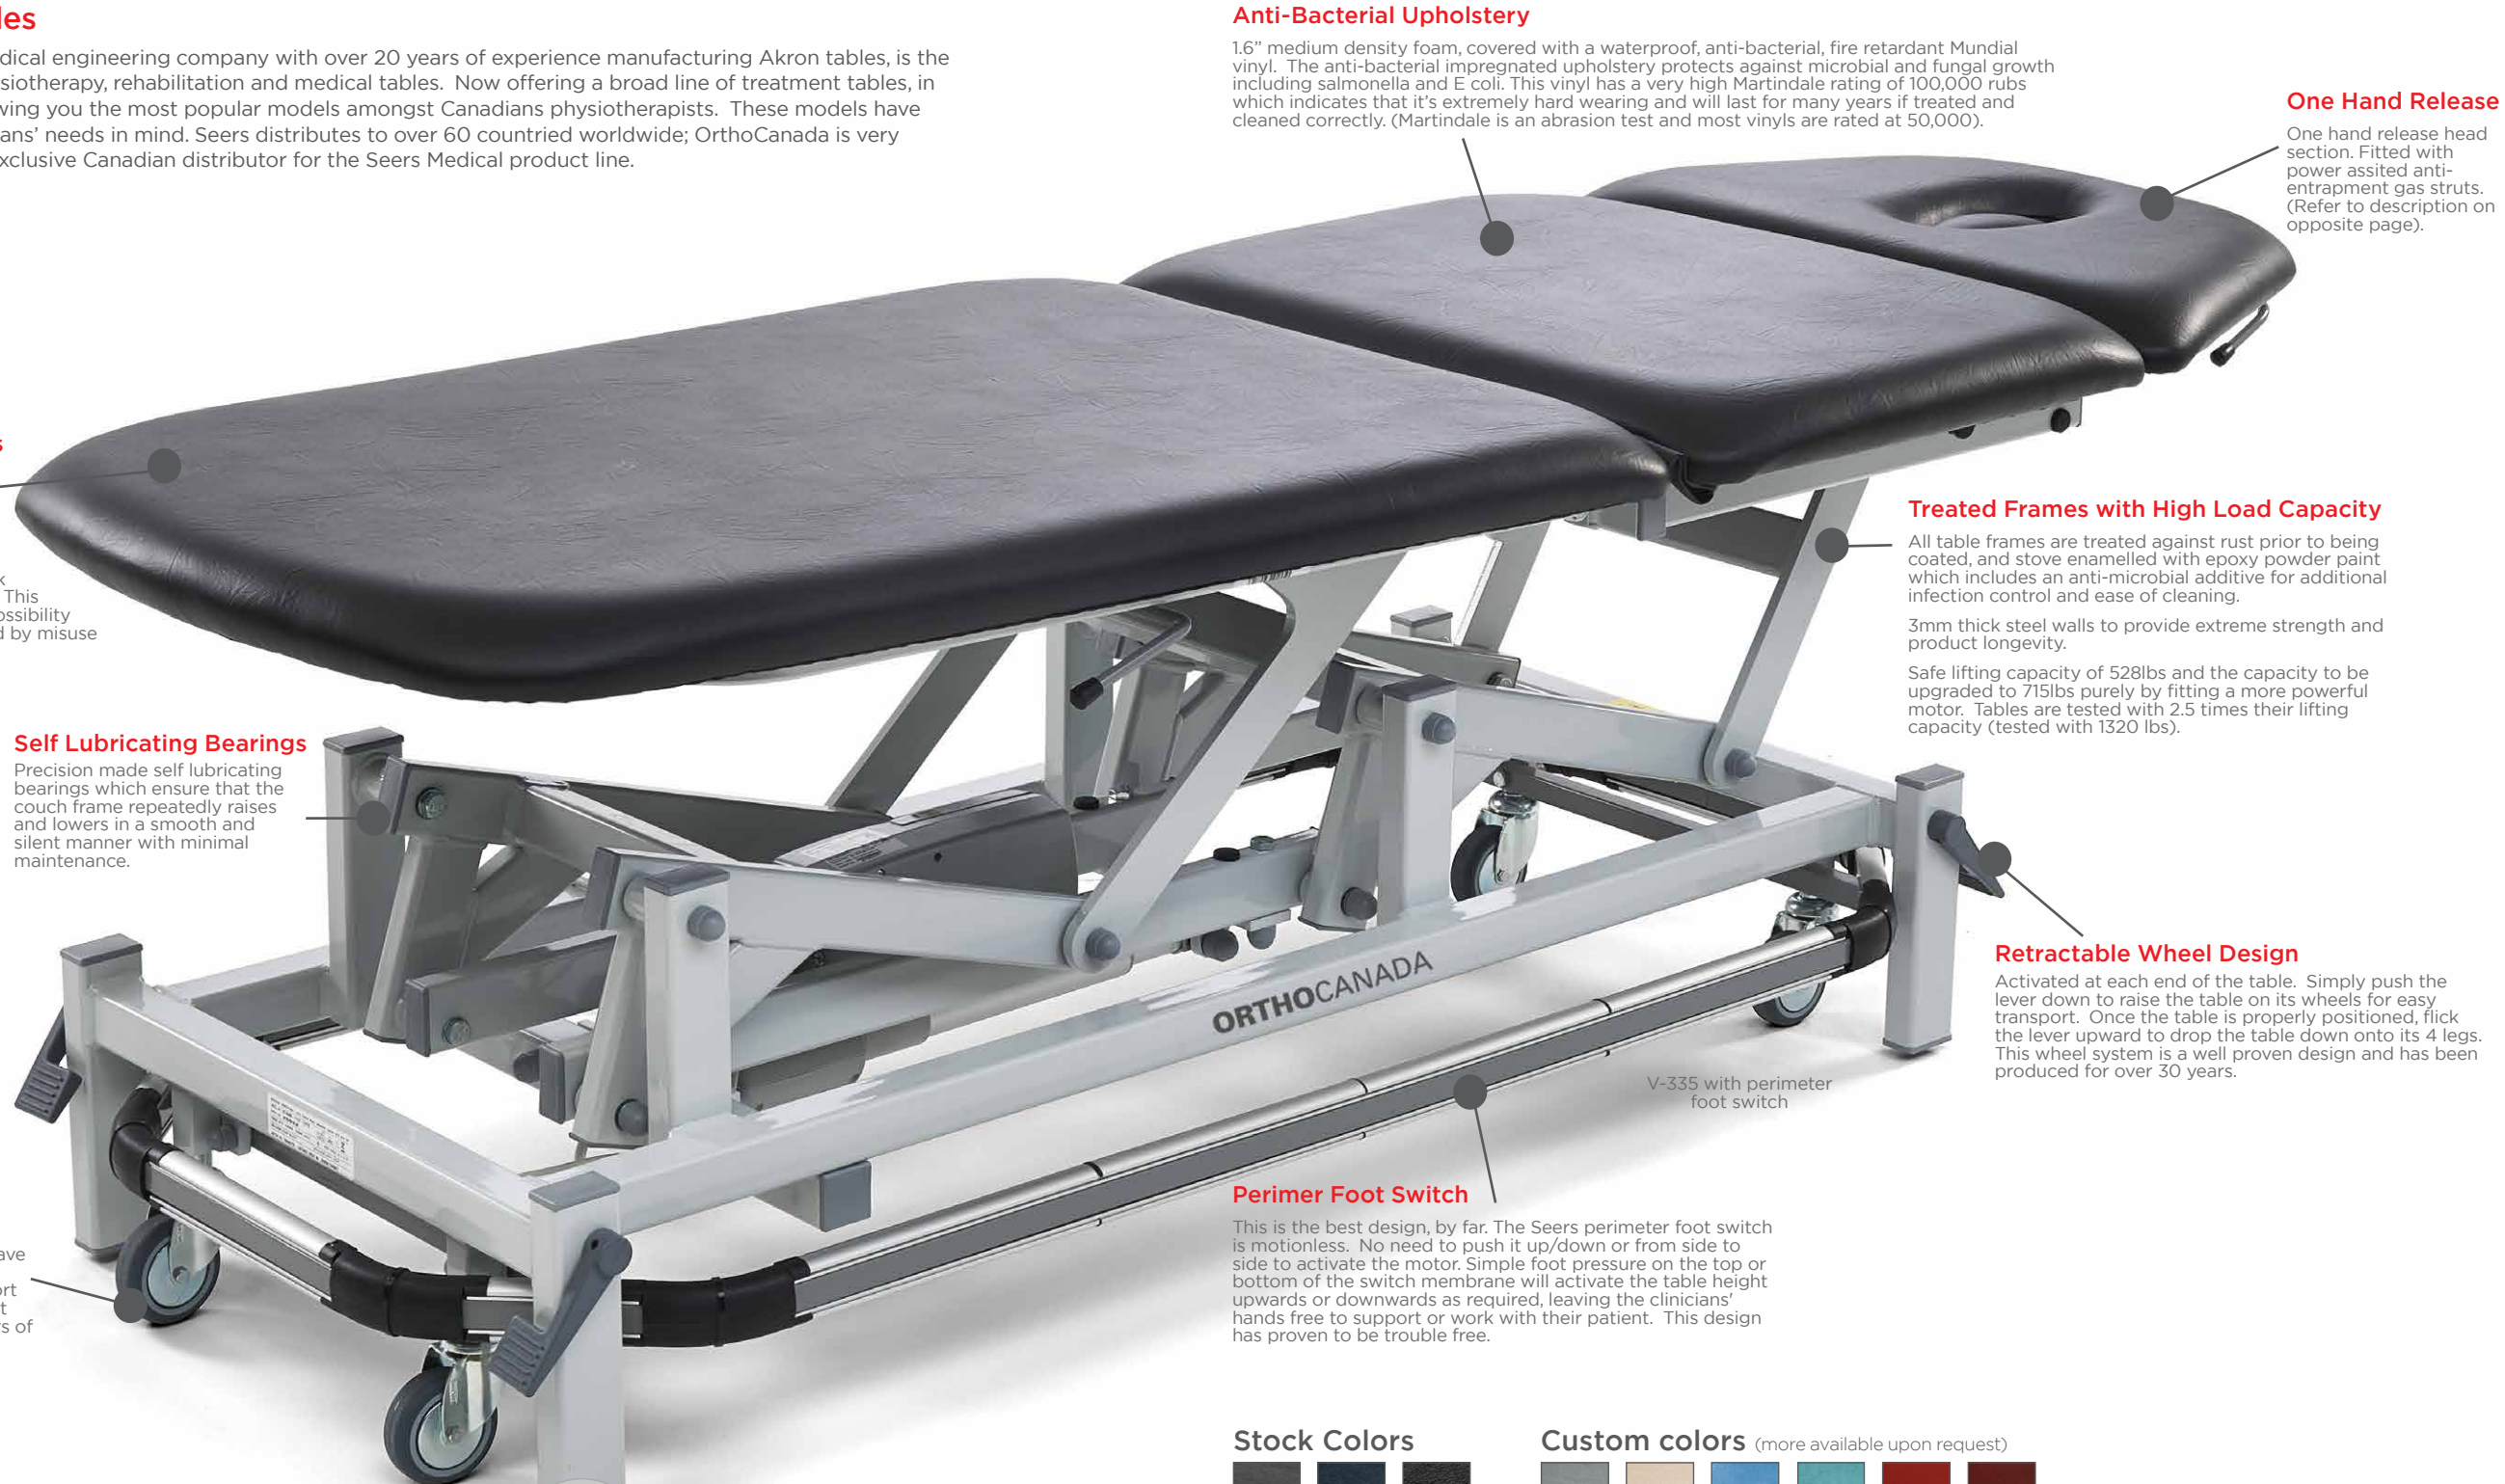 les
dical engineering company with over 20 years of experience manufacturing Akron tables, is the
siotherapy, rehabilitation and medical tables. Now offering a broad line of treatment tables, in
wing you the most popular models amongst Canadians physiotherapists. These models have
ans' needs in mind. Seers distributes to over 60 countried worldwide; OrthoCanada is very
exclusive Canadian distributor for the Seers Medical product line.
Anti-Bacterial Upholstery
1.6” medium density foam, covered with a waterproof, anti-bacterial, fire retardant Mundial
vinyl. The anti-bacterial impregnated upholstery protects against microbial and fungal growth
including salmonella and E coli. This vinyl has a very high Martindale rating of 100,000 rubs
which indicates that it's extremely hard wearing and will last for many years if treated and
cleaned correctly. (Martindale is an abrasion test and most vinyls are rated at 50,000).
One Hand Release
One hand release head
section. Fitted with
power assited anti-
entrapment gas struts.
(Refer to description on
opposite page).
s
k
This
ossibility
d by misuse
Treated Frames with High Load Capacity
All table frames are treated against rust prior to being
coated, and stove enamelled with epoxy powder paint
which includes an anti-microbial additive for additional
infection control and ease of cleaning.
3mm thick steel walls to provide extreme strength and
product longevity.
Safe lifting capacity of 528lbs and the capacity to be
upgraded to 715lbs purely by fitting a more powerful
motor. Tables are tested with 2.5 times their lifting
capacity (tested with 1320 lbs).
Self Lubricating Bearings
Precision made self lubricating
bearings which ensure that the
couch frame repeatedly raises
and lowers in a smooth and
silent manner with minimal
maintenance.
ORTHOCANADA
Retractable Wheel Design
Activated at each end of the table. Simply push the
lever down to raise the table on its wheels for easy
transport. Once the table is properly positioned, flick
the lever upward to drop the table down onto its 4 legs.
This wheel system is a well proven design and has been
produced for over 30 years.
V-335 with perimeter
foot switch
Perimer Foot Switch
This is the best design, by far. The Seers perimeter foot switch
is motionless. No need to push it up/down or from side to
side to activate the motor. Simple foot pressure on the top or
bottom of the switch membrane will activate the table height
upwards or downwards as required, leaving the clinicians'
hands free to support or work with their patient. This design
has proven to be trouble free.
ave
ort
t
rs of
Stock Colors
Custom colors (more available upon request)